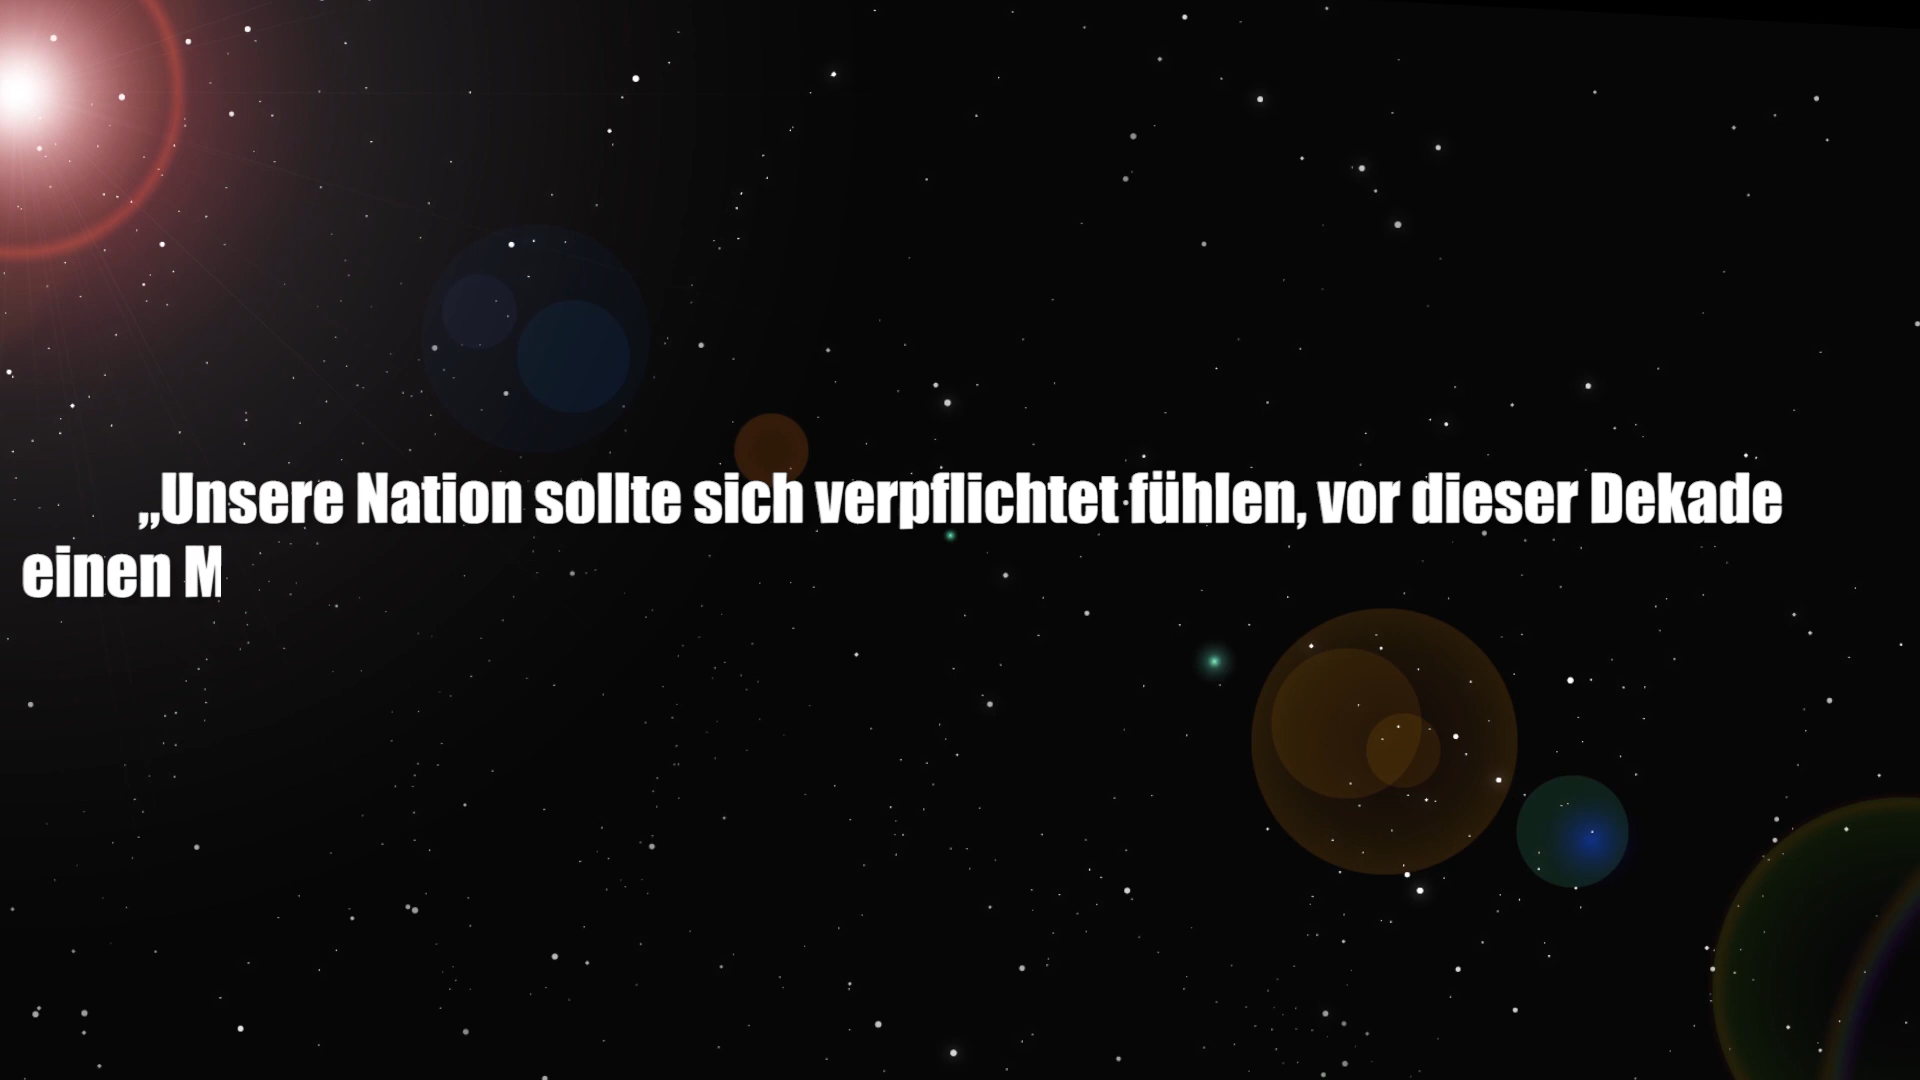 „Unsere Nation sollte sich verpflichtet fühlen, vor dieser Dekade
einen M